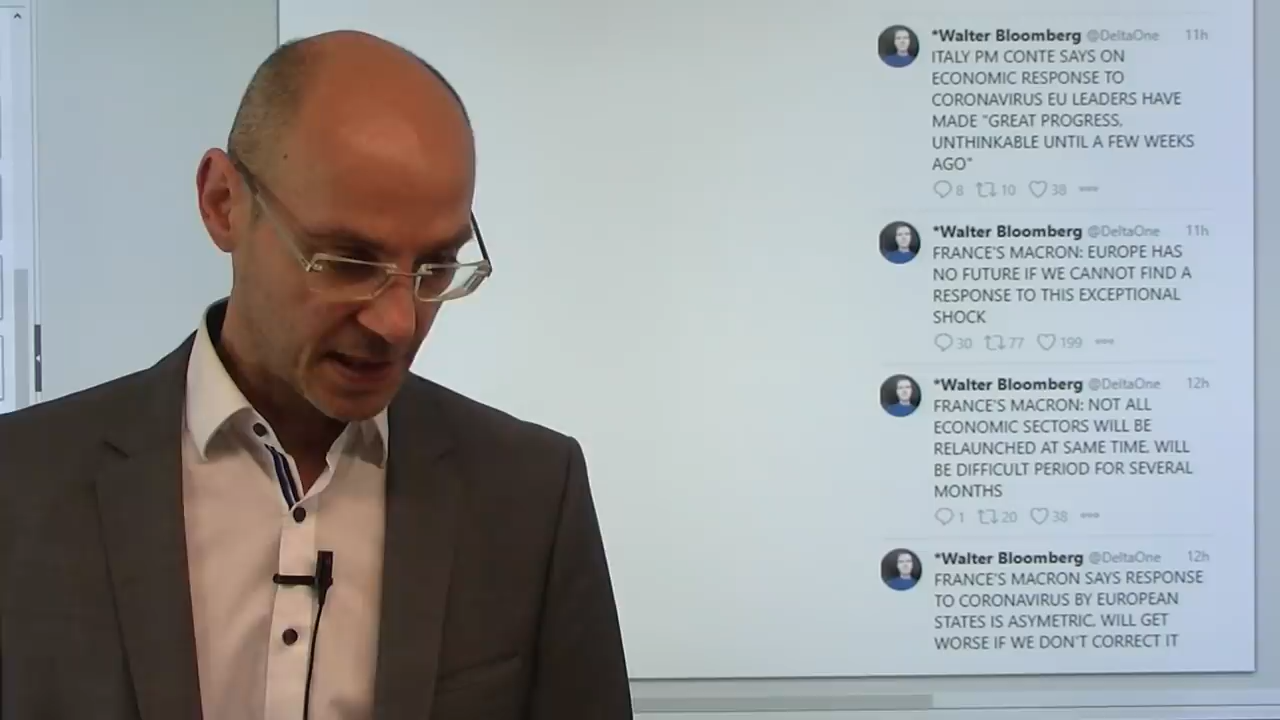 *Walter Bloomberg @DeltaOne 11h
ITALY PM CONTE SAYS ON
ECONOMIC RESPONSE TO
CORONAVIRUS EU LEADERS HAVE
MADE "GREAT PROGRESS,
UNTHINKABLE UNTIL A FEW WEEKS
AGO"
8 10 38
*Walter Bloomberg @DeltaOne 11h
FRANCE'S MACRON: EUROPE HAS
NO FUTURE IF WE CANNOT FIND A
RESPONSE TO THIS EXCEPTIONAL
SHOCK
30 77 199
*Walter Bloomberg @DeltaOne 12h
FRANCE'S MACRON: NOT ALL
ECONOMIC SECTORS WILL BE
RELAUNCHED AT SAME TIME, WILL
BE DIFFICULT PERIOD FOR SEVERAL
MONTHS
1 20 38
*Walter Bloomberg @DeltaOne 12h
FRANCE'S MACRON SAYS RESPONSE
TO CORONAVIRUS BY EUROPEAN
STATES IS ASYMETRIC, WILL GET
WORSE IF WE DON'T CORRECT IT